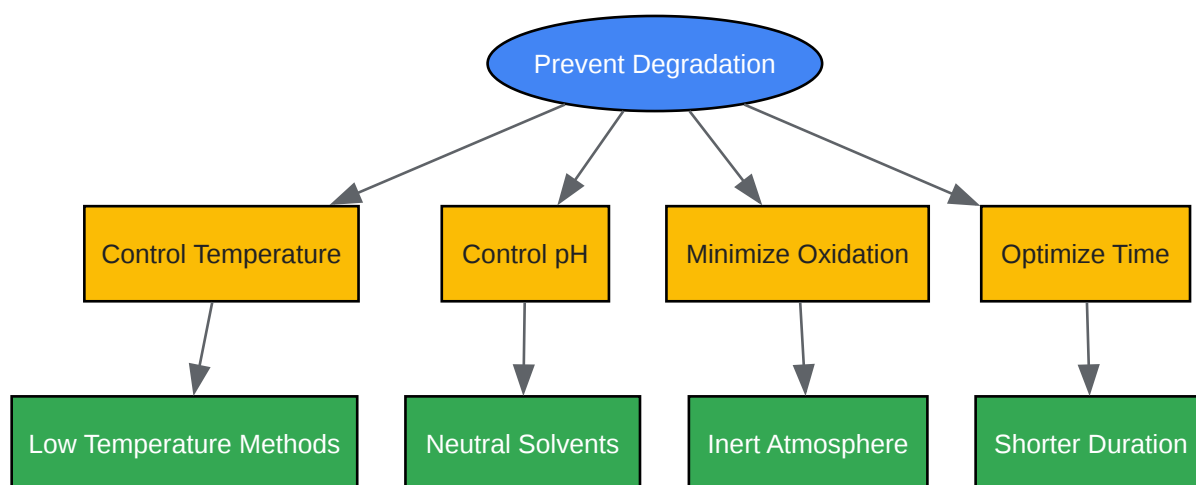 Prevent Degradation
Control Temperature
Control pH
Minimize Oxidation
Optimize Time
Low Temperature Methods
Neutral Solvents
Inert Atmosphere
Shorter Duration